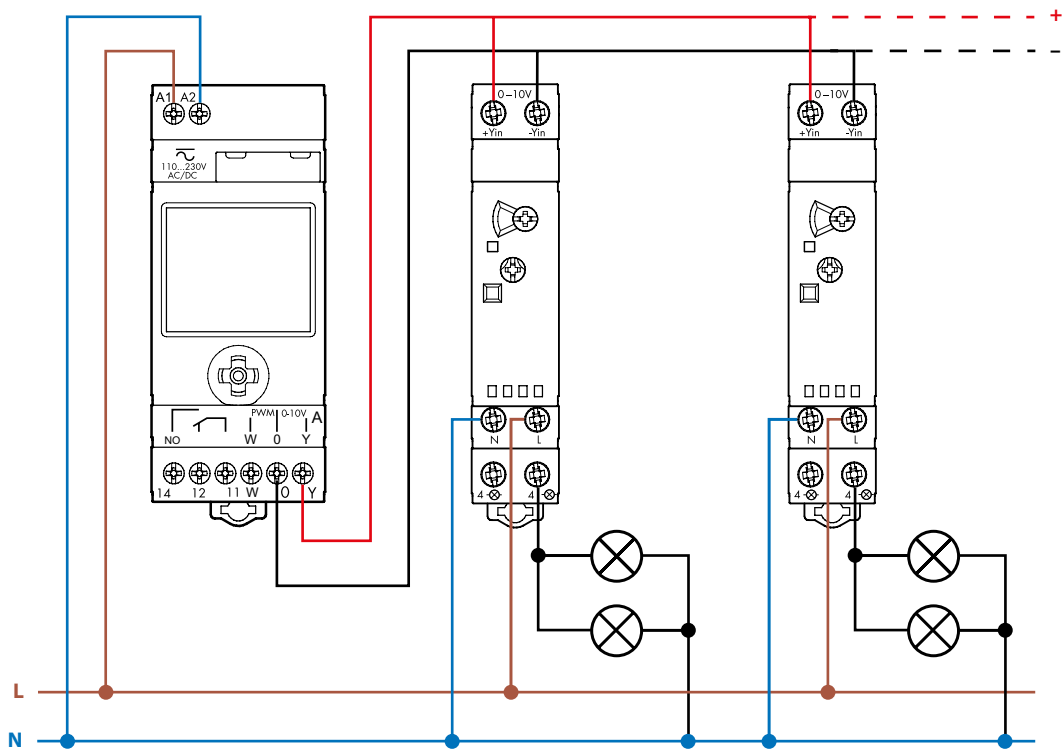 +
-
A1 A2
0–10V
0–10V
+Yin -Yin
+Yin -Yin
110...230V
AC/DC
PWM 0-10V A
NO W 0 Y
N L
N L
14 12 11 W 0 Y
4 4
4 4
L
N